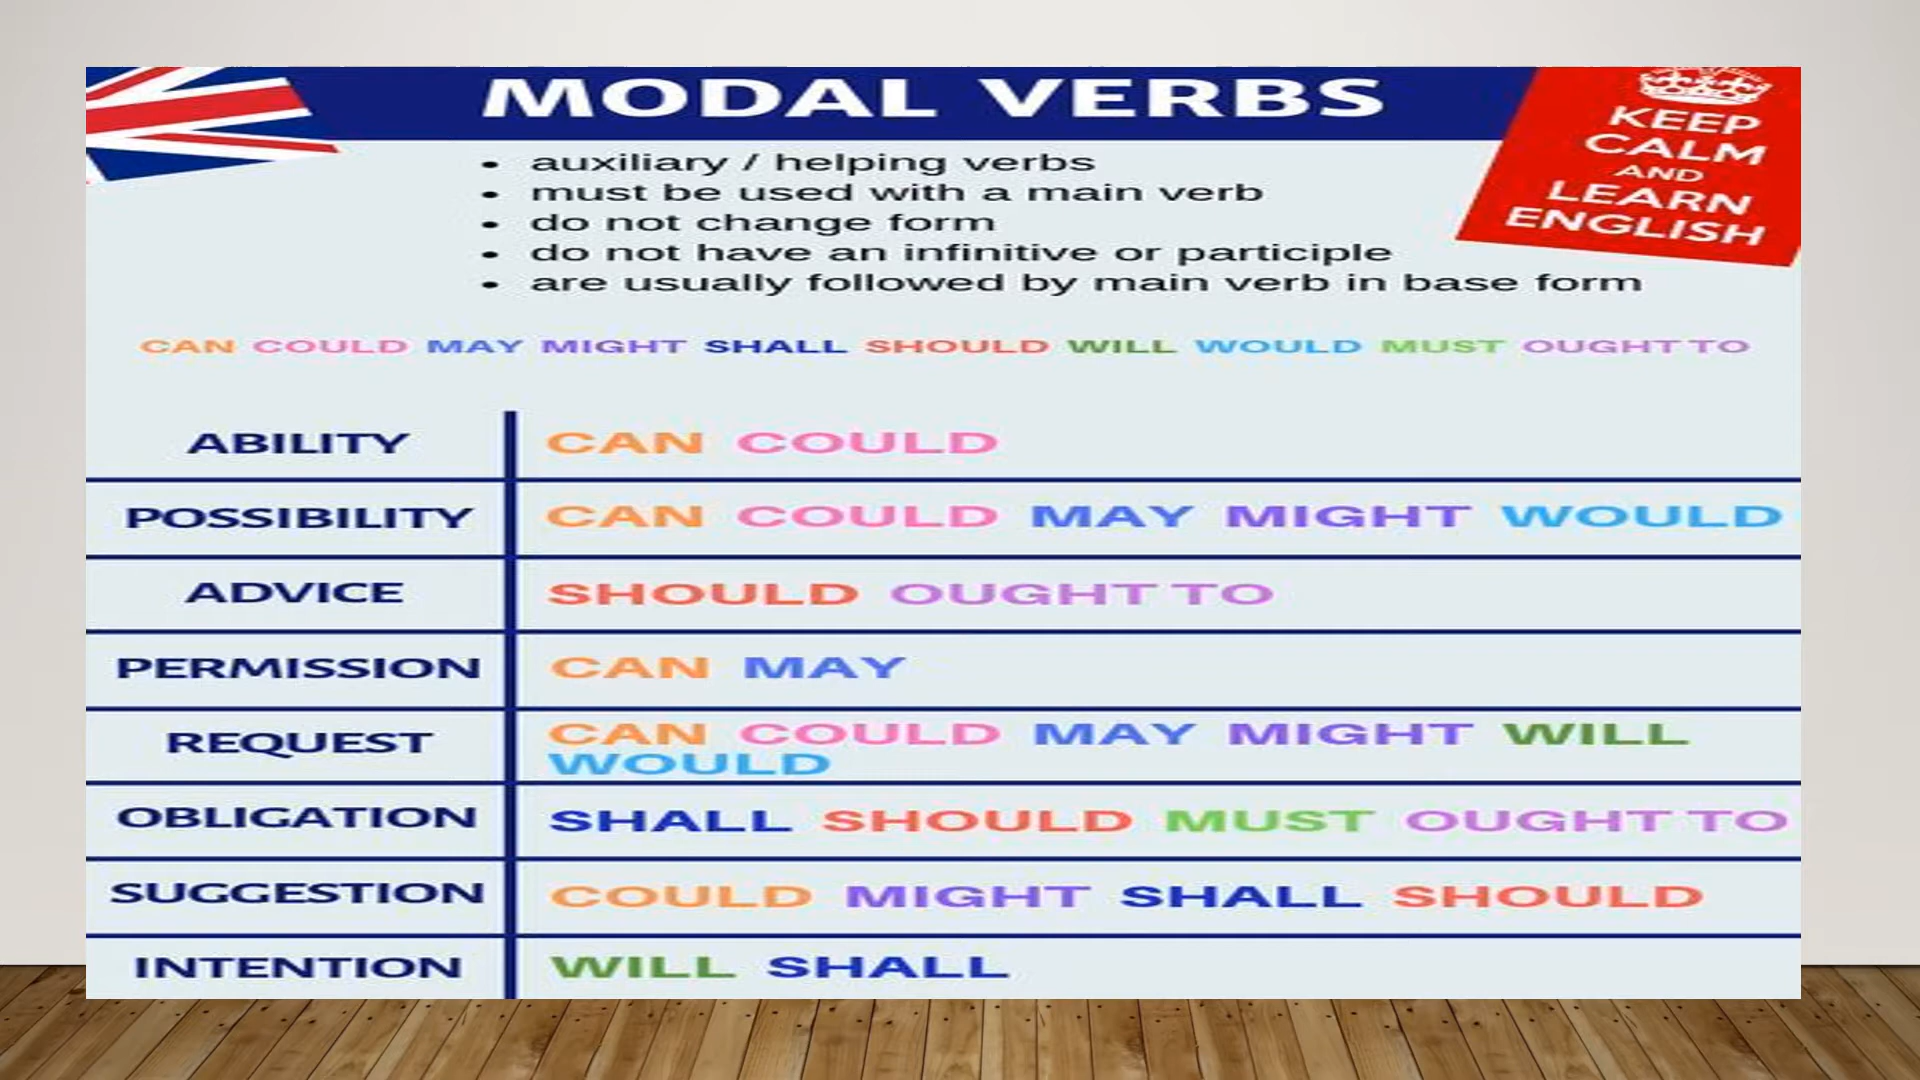 MODAL VERBS
KEEP
CALM
AND
LEARN
ENGLISH
• auxiliary / helping verbs
• must be used with a main verb
• do not change form
• do not have an infinitive or participle
• are usually followed by main verb in base form
CAN COULD MAY MIGHT SHALL SHOULD WILL WOULD MUST OUGHT TO
ABILITY CAN COULD
POSSIBILITY CAN COULD MAY MIGHT WOULD
ADVICE SHOULD OUGHT TO
PERMISSION CAN MAY
REQUEST CAN COULD MAY MIGHT WILL
WOULD
OBLIGATION SHALL SHOULD MUST OUGHT TO
SUGGESTION COULD MIGHT SHALL SHOULD
INTENTION WILL SHALL